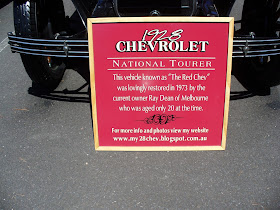 1928
CHEVROLET
NATIONAL TOURER
This vehicle known as "The Red Chev"
was lovingly restored in 1973 by the
current owner Ray Dean of Melbourne
who was aged only 20 at the time.
For more info and photos view my website
www.my28chev.blogspot.com.au